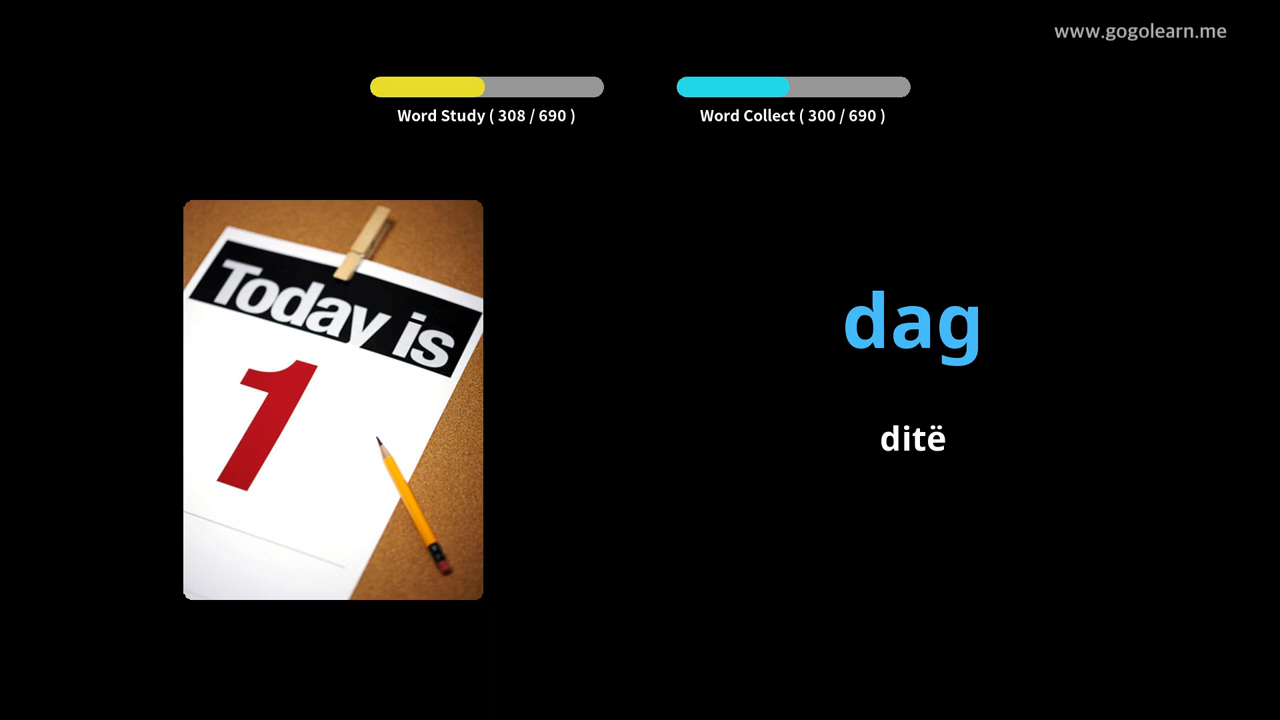 www.gogolearn.me
Word Study ( 308 / 690 )
Word Collect ( 300 / 690 )
Today is
1
dag
ditë